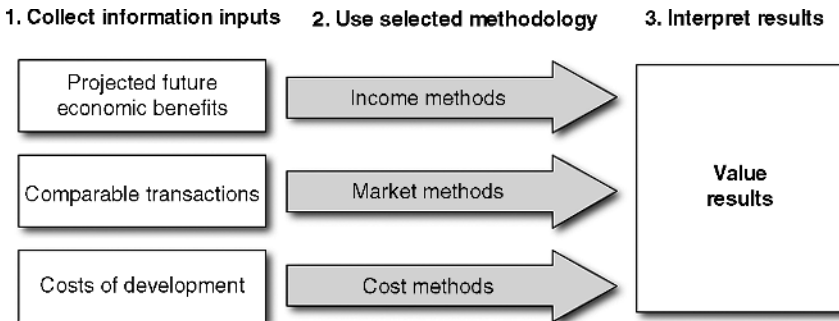 1. Collect information inputs
2. Use selected methodology
3. Interpret results
Projected future
economic benefits
Income methods
Comparable transactions
Market methods
Costs of development
Cost methods
Value
results